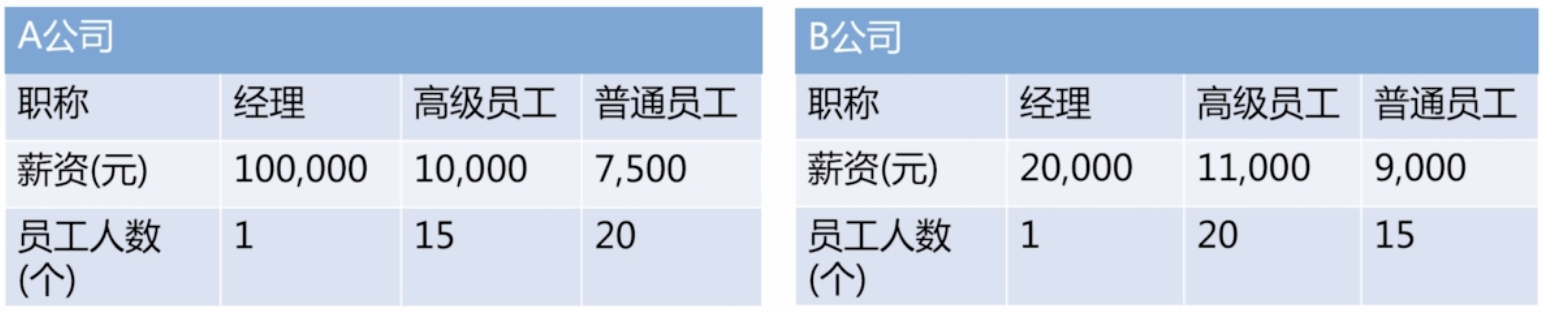 A公司
职称 经理 高级员工 普通员工
薪资(元) 100,000 10,000 7,500
员工人数 1 15 20
(个)
B公司
职称 经理 高级员工 普通员工
薪资(元) 20,000 11,000 9,000
员工人数 1 20 15
(个)